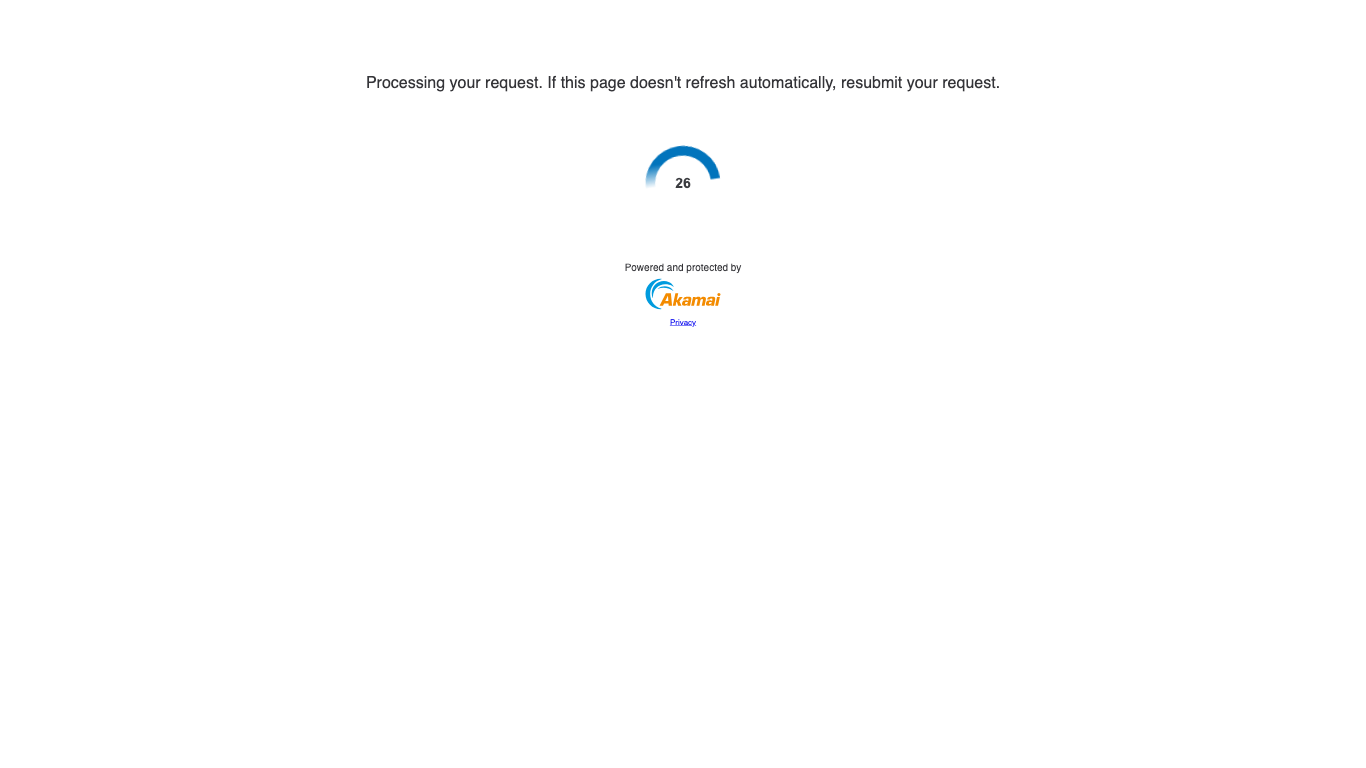 Processing your request. If this page doesn't refresh automatically, resubmit your request.
26
Powered and protected by
Akamai
Privacy